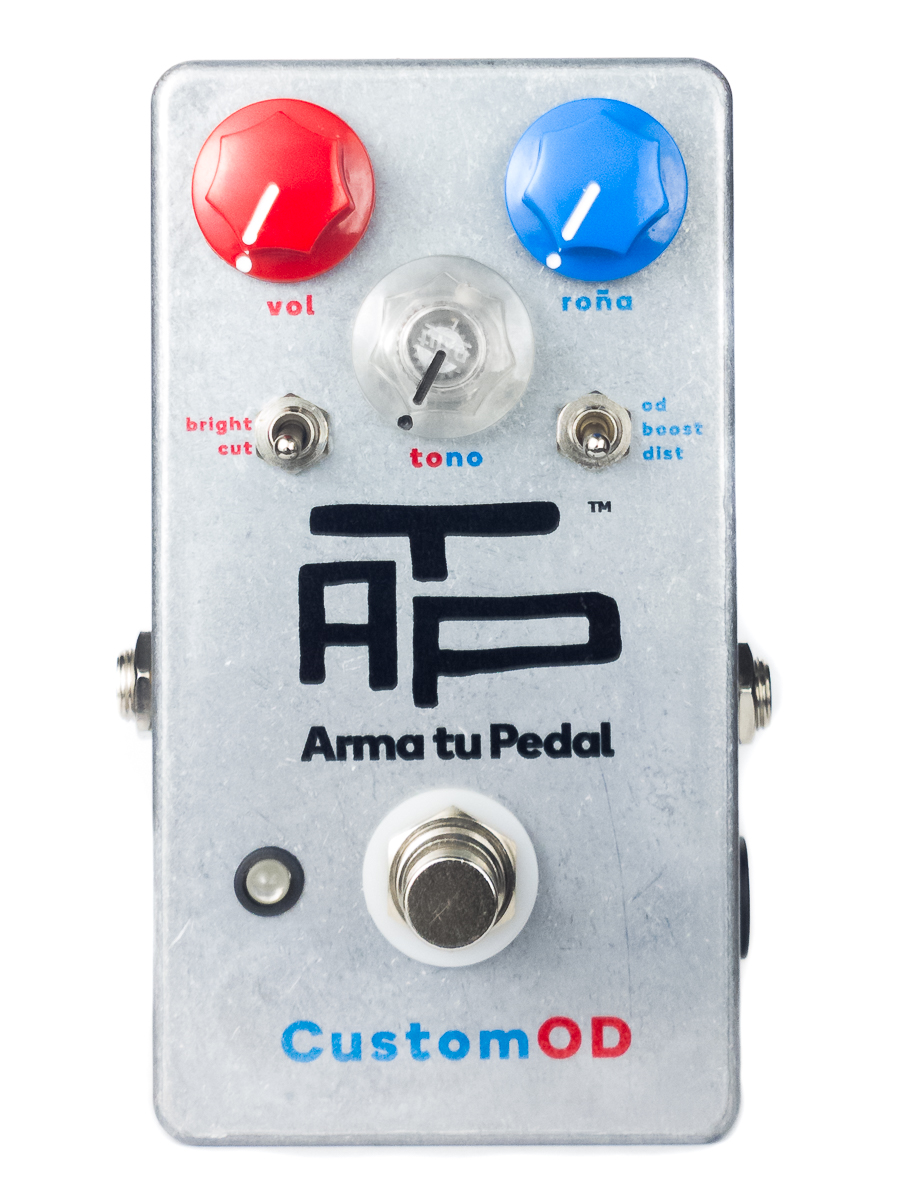 vol
roña
bright
cut
tono
od
boost
dist
ATP
™
Arma tu Pedal
CustomOD